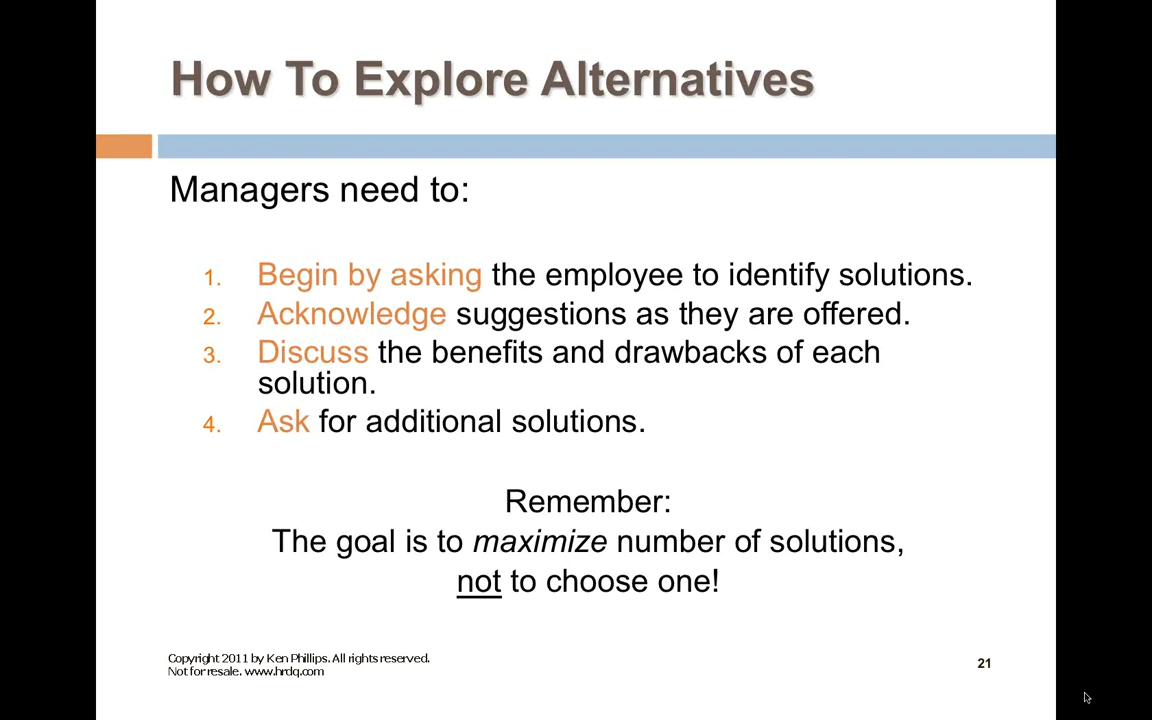 How To Explore Alternatives
Managers need to:
1. Begin by asking the employee to identify solutions.
2. Acknowledge suggestions as they are offered.
3. Discuss the benefits and drawbacks of each
solution.
4. Ask for additional solutions.
Remember:
The goal is to maximize number of solutions,
not to choose one!
Copyright 2011 by Ken Phillips. All rights reserved.
Not for resale. www.hrdq.com
21